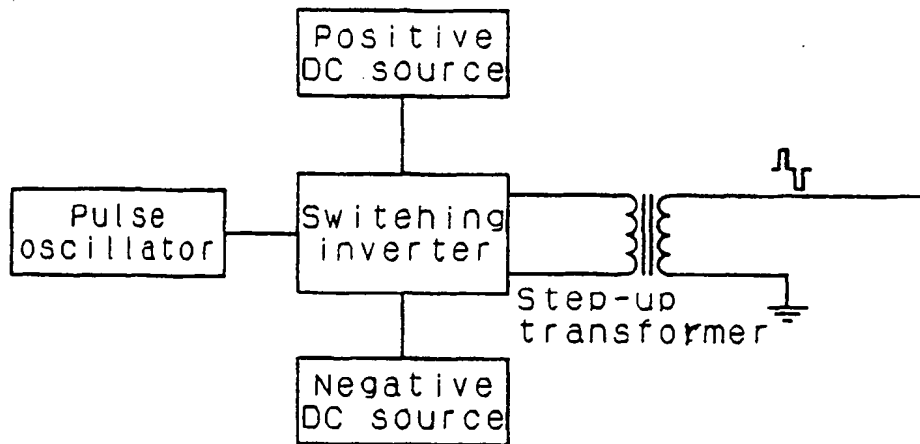 Positive
DC source
Pulse
oscillator
Switehing
inverter
Step-up
transformer
Negative
DC source